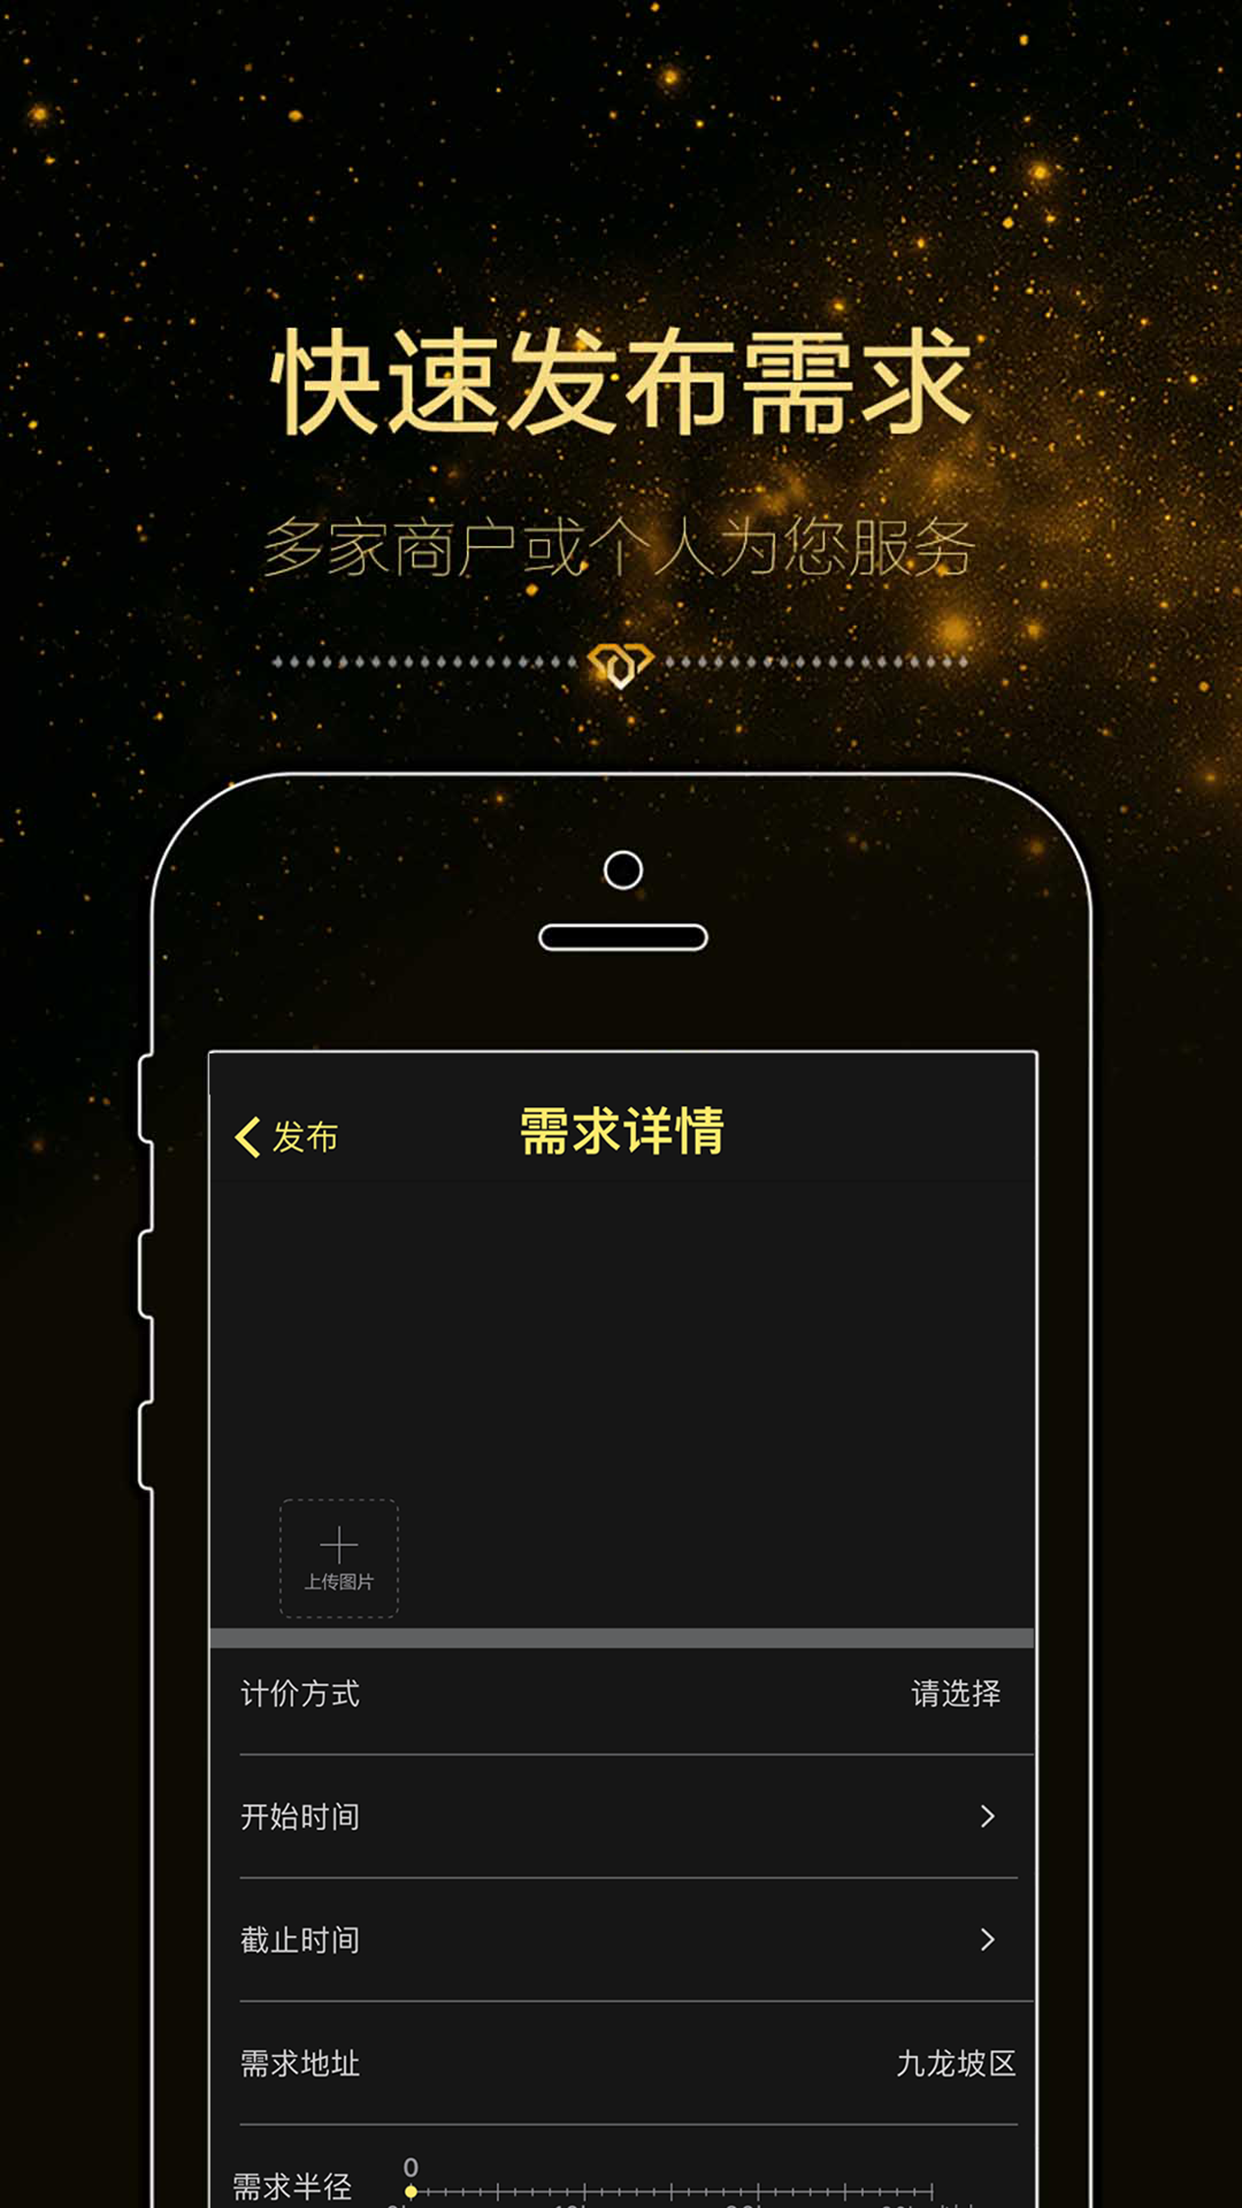 快速发布需求
多家商户或个人为您服务
发布 需求详情
上传图片
计价方式 请选择
开始时间
截止时间
需求地址 九龙坡区
0
需求半径